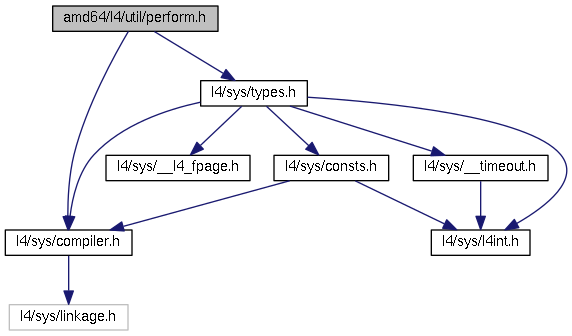 amd64/l4/util/perform.h
l4/sys/types.h
l4/sys/__l4_fpage.h
l4/sys/consts.h
l4/sys/__timeout.h
l4/sys/compiler.h
l4/sys/l4int.h
l4/sys/linkage.h